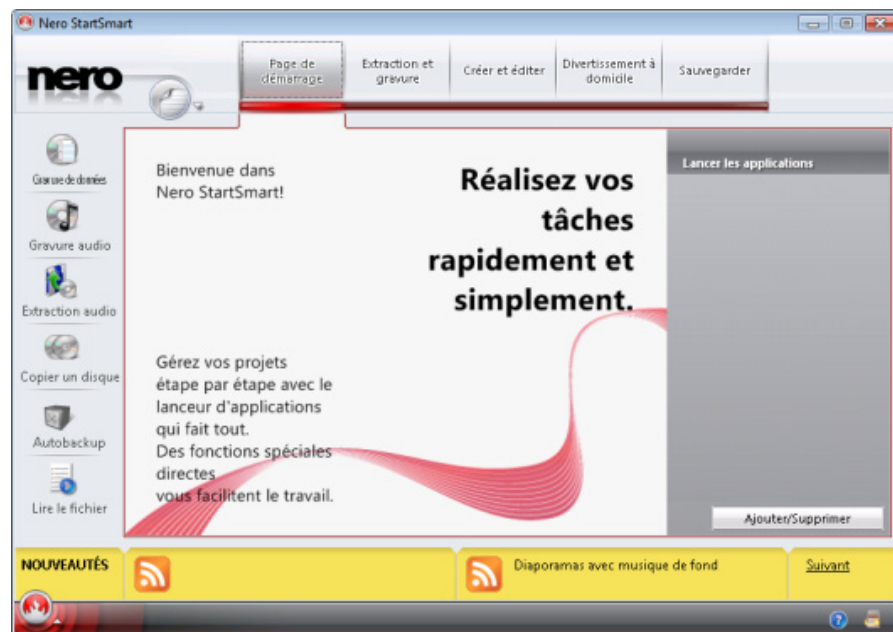 Nero StartSmart
nero
Page de
démarrage
Extraction et
gravure
Créer et éditer
Divertissement à
domicile
Sauvegarder
Gravure de données
Gravure audio
Extraction audio
Copier un disque
Autobackup
Lire le fichier
Bienvenue dans
Nero StartSmart!
Réalisez vos
tâches
rapidement et
simplement.
Gérez vos projets
étape par étape avec le
lanceur d'applications
qui fait tout.
Des fonctions spéciales
directes
vous facilitent le travail.
Lancer les applications
Ajouter/Supprimer
NOUVEAUTÉS
Diaporamas avec musique de fond
Suivant